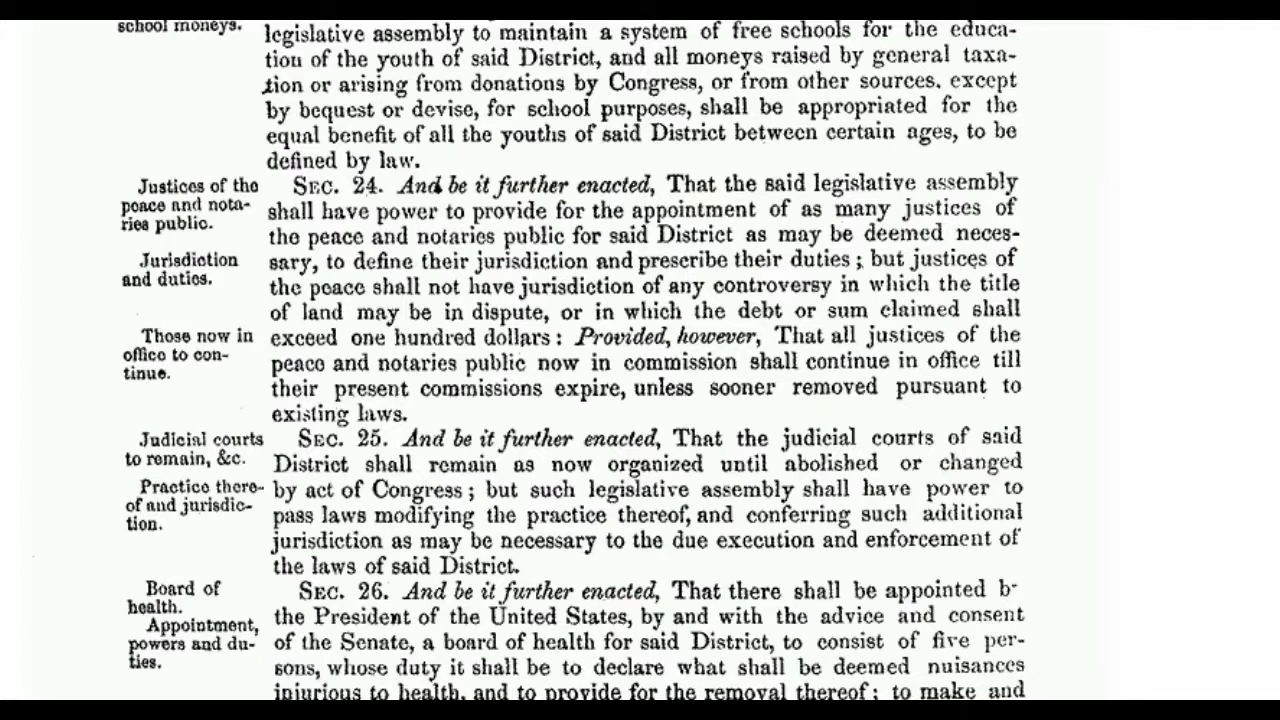 school moneys.
legislative assembly to maintain a system of free schools for the educa-
tion of the youth of said District, and all moneys raised by general taxa-
tion or arising from donations by Congress, or from other sources, except
by bequest or devise, for school purposes, shall be appropriated for the
equal benefit of all the youths of said District between certain ages, to be
defined by law.
Justices of the
peace and nota-
ries public.
SEC. 24. And be it further enacted, That the said legislative assembly
shall have power to provide for the appointment of as many justices of
the peace and notaries public for said District as may be deemed neces-
Jurisdiction
and duties.
sary, to define their jurisdiction and prescribe their duties; but justices of
the peace shall not have jurisdiction of any controversy in which the title
of land may be in dispute, or in which the debt or sum claimed shall
Those now in
office to con-
tinue.
exceed one hundred dollars: Provided, however, That all justices of the
peace and notaries public now in commission shall continue in office till
their present commissions expire, unless sooner removed pursuant to
existing laws.
Judicial courts
to remain, &c.
SEC. 25. And be it further enacted, That the judicial courts of said
District shall remain as now organized until abolished or changed
Practice there-
of and jurisdic-
tion.
by act of Congress; but such legislative assembly shall have power to
pass laws modifying the practice thereof, and conferring such additional
jurisdiction as may be necessary to the due execution and enforcement of
the laws of said District.
Board of
health.
Appointment,
powers and du-
ties.
SEC. 26. And be it further enacted, That there shall be appointed b
the President of the United States, by and with the advice and consent
of the Senate, a board of health for said District, to consist of five per-
sons, whose duty it shall be to declare what shall be deemed nuisances
injurious to health, and to provide for the removal thereof; to make and